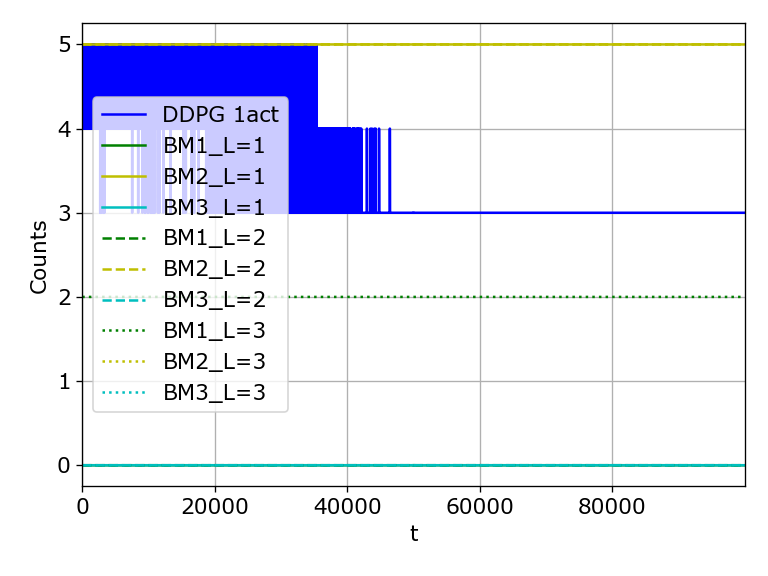 5
4
3
2
1
0
Counts
DDPG 1act
BM1_L=1
BM2_L=1
BM3_L=1
BM1_L=2
BM2_L=2
BM3_L=2
BM1_L=3
BM2_L=3
BM3_L=3
0 20000 40000 60000 80000
t